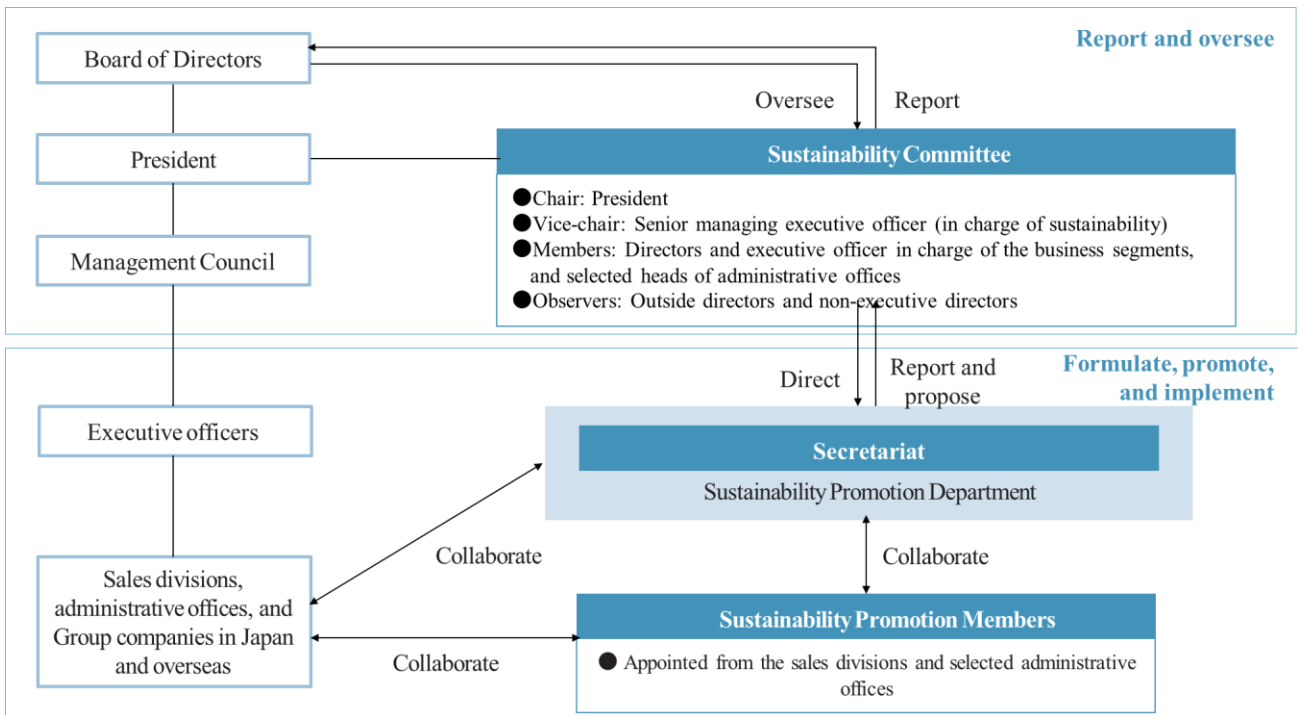 Report and oversee
Board of Directors
Oversee
Report
President
Sustainability Committee
●Chair: President
●Vice-chair: Senior managing executive officer (in charge of sustainability)
●Members: Directors and executive officer in charge of the business segments,
and selected heads of administrative offices
●Observers: Outside directors and non-executive directors
Management Council
Formulate, promote,
and implement
Direct
Report and
propose
Executive officers
Secretariat
Sustainability Promotion Department
Collaborate
Collaborate
Sales divisions,
administrative offices, and
Group companies in Japan
and overseas
Collaborate
Sustainability Promotion Members
● Appointed from the sales divisions and selected administrative
offices